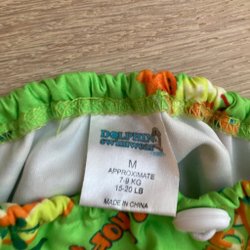 DOLPHIN
swimwear
M
APPROXIMATE
7-9 KG
15-20 LB
MADE IN CHINA